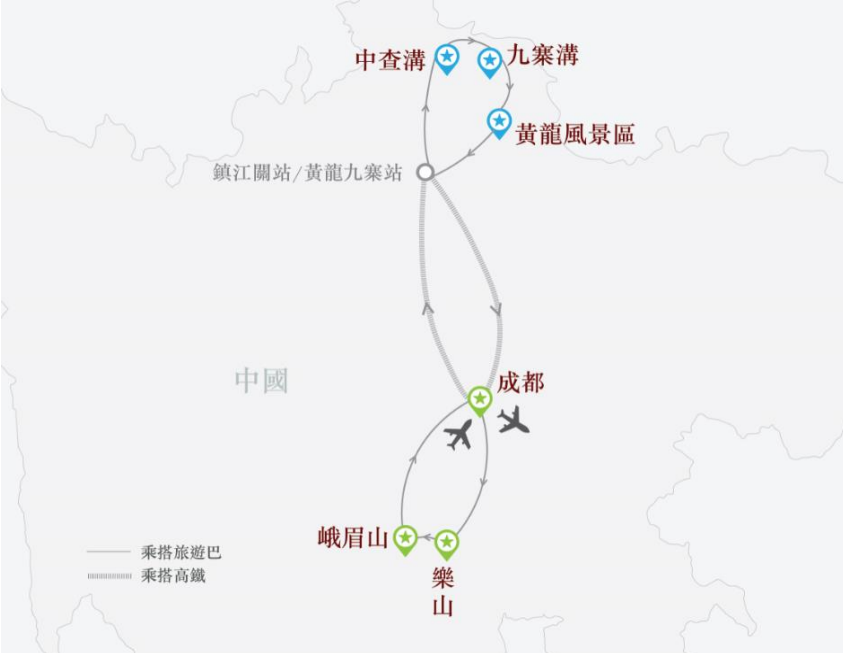 中查溝
九寨溝
黃龍風景區
鎮江關站/黃龍九寨站
中國
成都
峨眉山
樂山
乘搭旅遊巴
乘搭高鐵